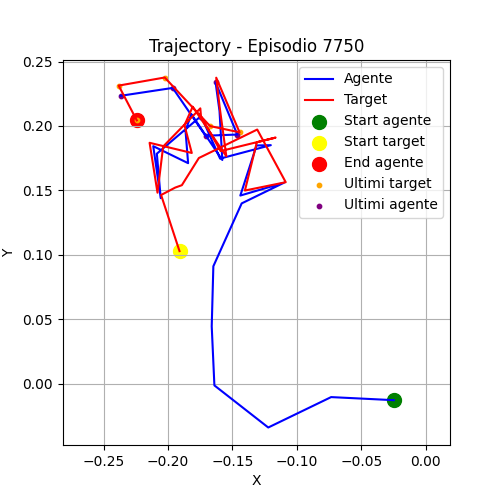 Trajectory - Episodio 7750
Agente
Target
Start agente
Start target
End agente
Ultimi target
Ultimi agente
0.25
0.20
0.15
0.10
0.05
0.00
Y
−0.25 −0.20 −0.15 −0.10 −0.05 0.00
X